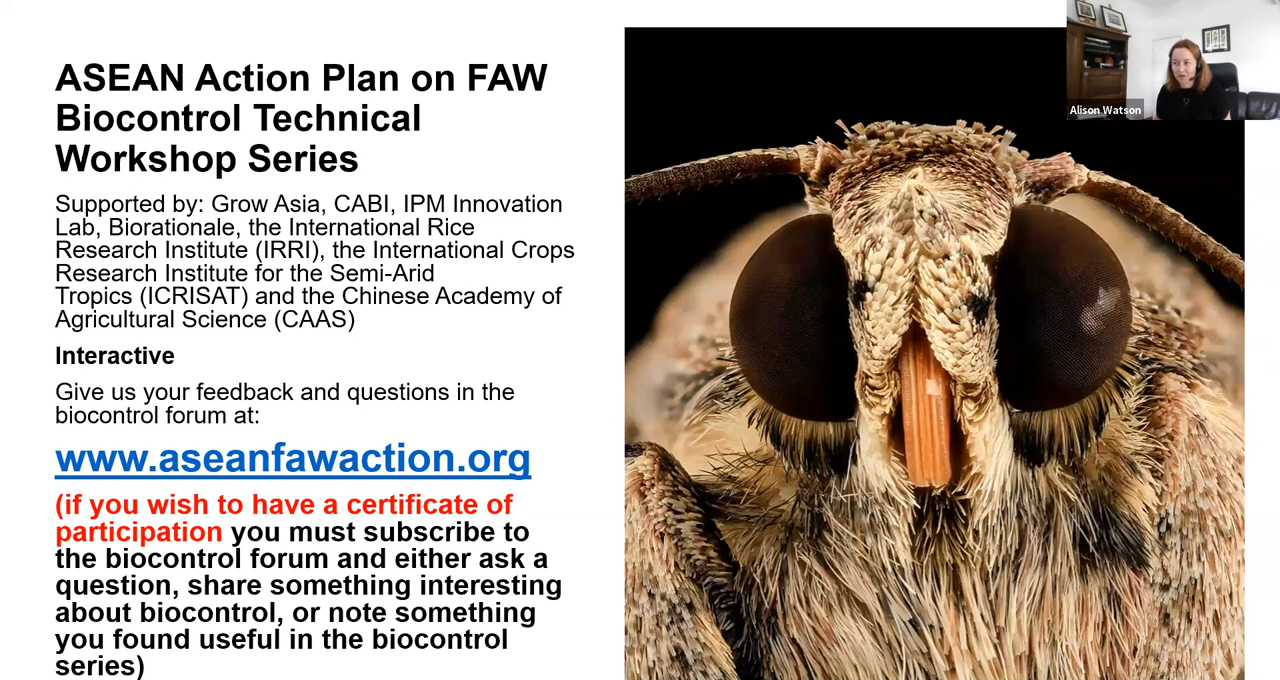 ASEAN Action Plan on FAW
Biocontrol Technical
Workshop Series
Supported by: Grow Asia, CABI, IPM Innovation
Lab, Biorationale, the International Rice
Research Institute (IRRI), the International Crops
Research Institute for the Semi-Arid
Tropics (ICRISAT) and the Chinese Academy of
Agricultural Science (CAAS)
Interactive
Give us your feedback and questions in the
biocontrol forum at:
www.aseanfawaction.org
(if you wish to have a certificate of
participation you must subscribe to
the biocontrol forum and either ask a
question, share something interesting
about biocontrol, or note something
you found useful in the biocontrol
series)
Alison Watson